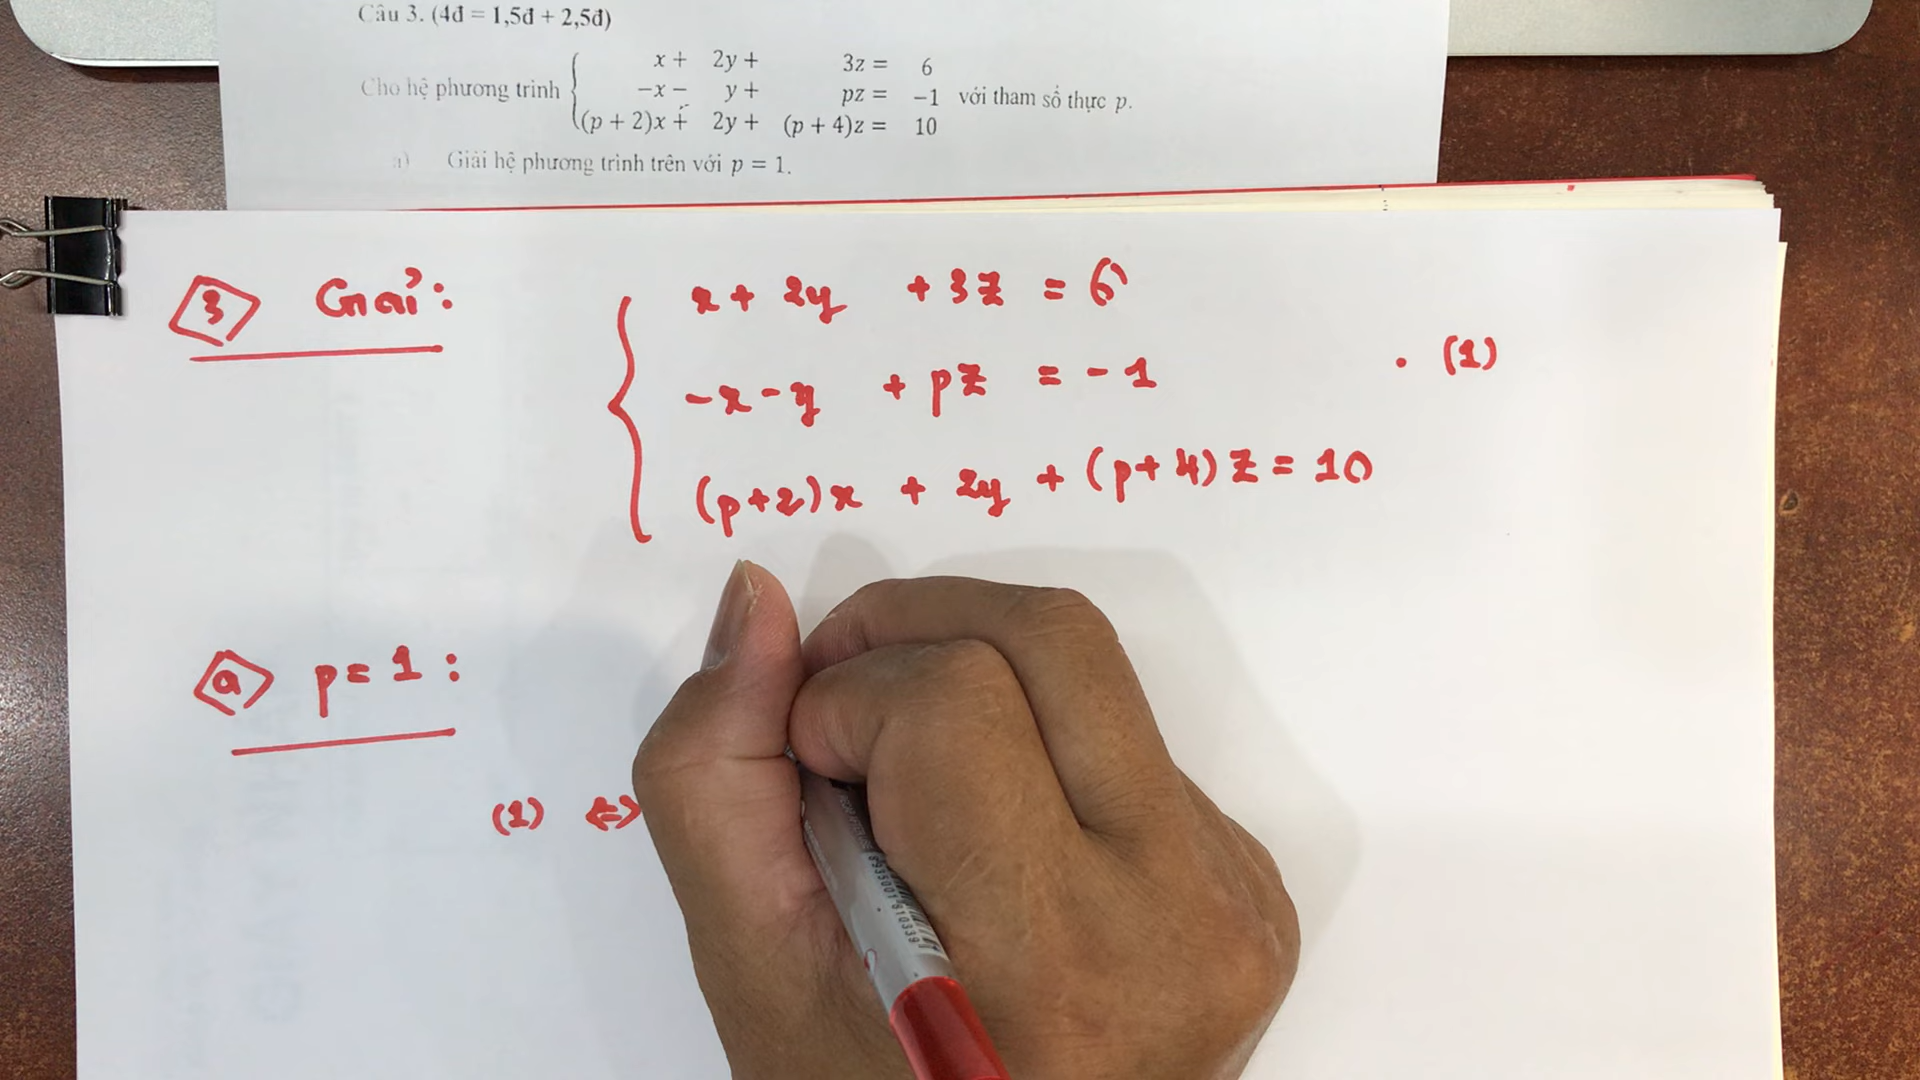 Câu 3. (4đ = 1,5đ + 2,5đ)
Cho hệ phương trình { x + 2y + 3z = 6
−x − y + pz = −1 với tham số thực p.
(p + 2)x + 2y + (p + 4)z = 10
a) Giải hệ phương trình trên với p = 1.
3 Giải: { x + 2y + 3z = 6
-x - y + pz = -1 . (1)
(p+2)x + 2y + (p+4)z = 10
a p = 1 :
(1) <=>